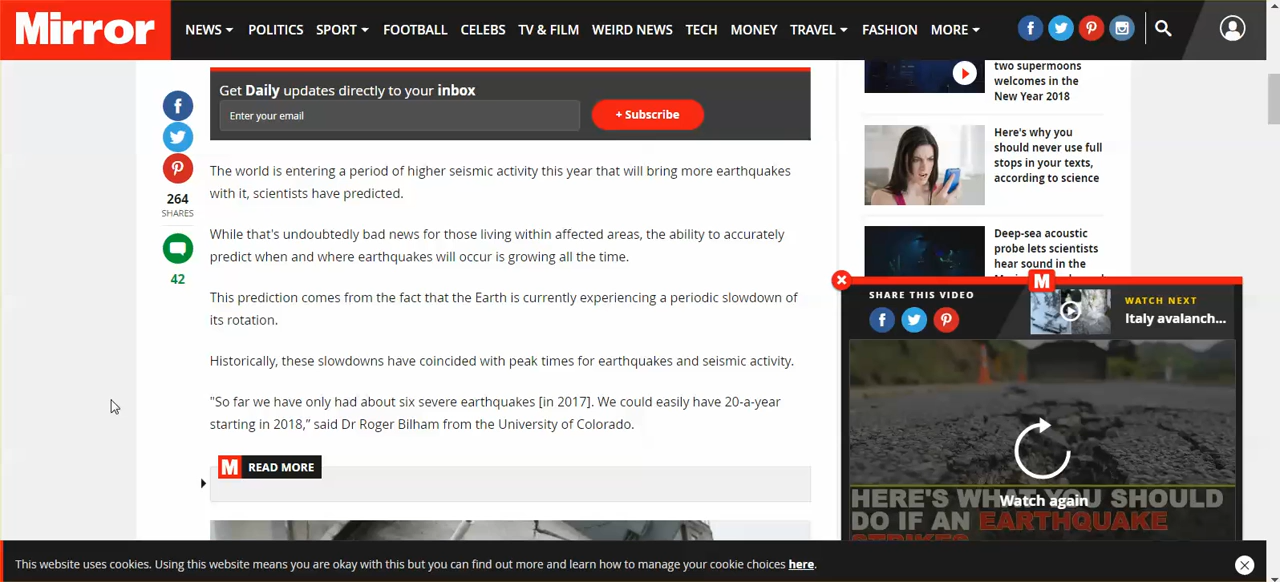 Mirror
NEWS POLITICS SPORT FOOTBALL CELEBS TV & FILM WEIRD NEWS TECH MONEY TRAVEL FASHION MORE
Get Daily updates directly to your inbox
Enter your email
+ Subscribe
264
SHARES
42
The world is entering a period of higher seismic activity this year that will bring more earthquakes
with it, scientists have predicted.
While that's undoubtedly bad news for those living within affected areas, the ability to accurately
predict when and where earthquakes will occur is growing all the time.
This prediction comes from the fact that the Earth is currently experiencing a periodic slowdown of
its rotation.
Historically, these slowdowns have coincided with peak times for earthquakes and seismic activity.
"So far we have only had about six severe earthquakes [in 2017]. We could easily have 20-a-year
starting in 2018," said Dr Roger Bilham from the University of Colorado.
M READ MORE
two supermoons
welcomes in the
New Year 2018
Here's why you
should never use full
stops in your texts,
according to science
Deep-sea acoustic
probe lets scientists
hear sound in the
M
SHARE THIS VIDEO
WATCH NEXT
Italy avalanch...
Watch again
HERE'S WHAT YOU SHOULD
DO IF AN EARTHQUAKE
STRIKES
This website uses cookies. Using this website means you are okay with this but you can find out more and learn how to manage your cookie choices here.